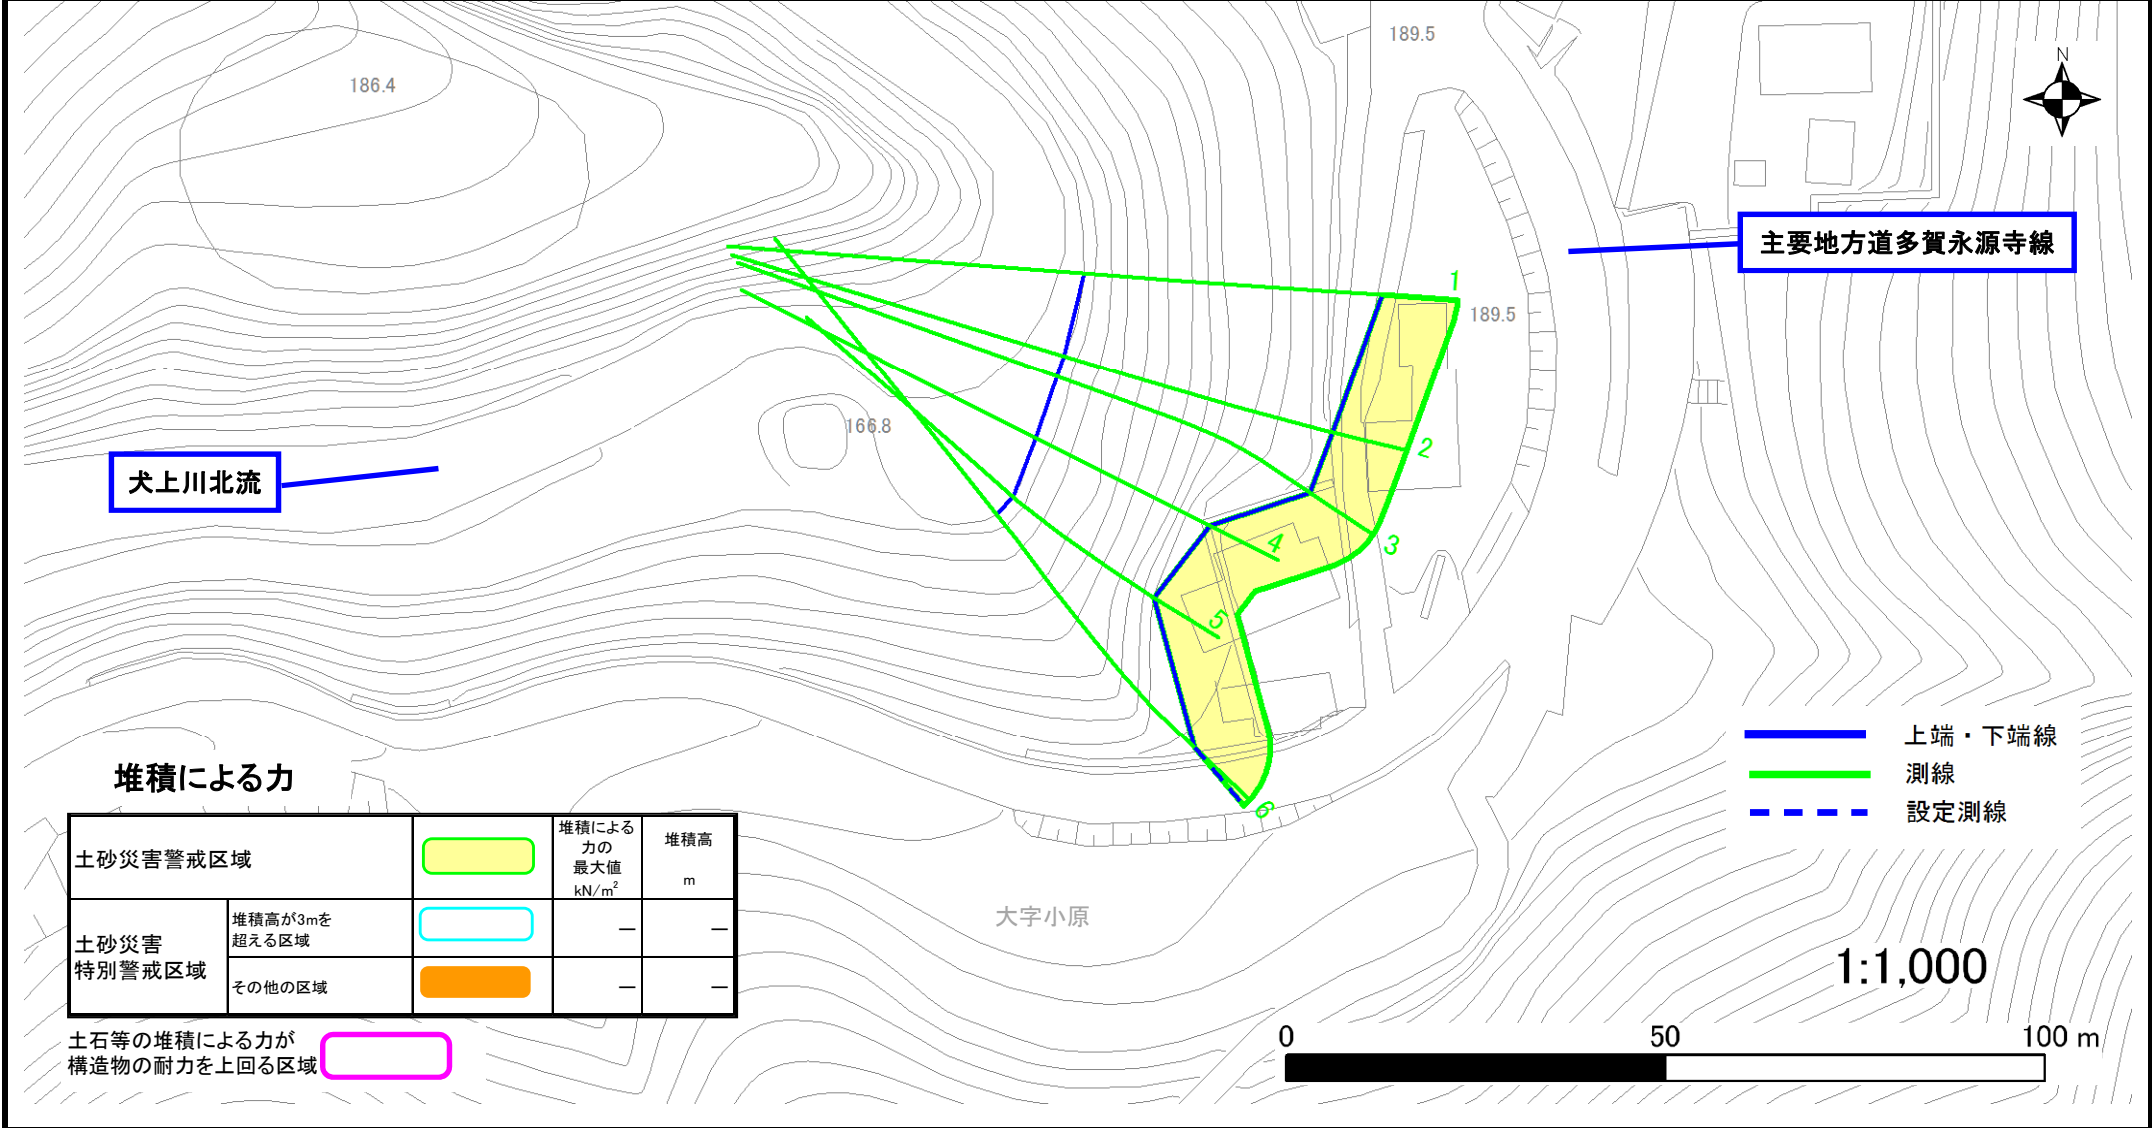 189.5
186.4
N
主要地方道多賀永源寺線
1
189.5
166.8
2
犬上川北流
3
4
5
6
上端・下端線
測線
設定測線
堆積による力
土砂災害警戒区域
堆積による
力の
最大値
kN/m²
堆積高
m
土砂災害
特別警戒区域
堆積高が3mを
超える区域
—
—
その他の区域
—
—
土石等の堆積による力が
構造物の耐力を上回る区域
大字小原
1:1,000
0 50 100 m